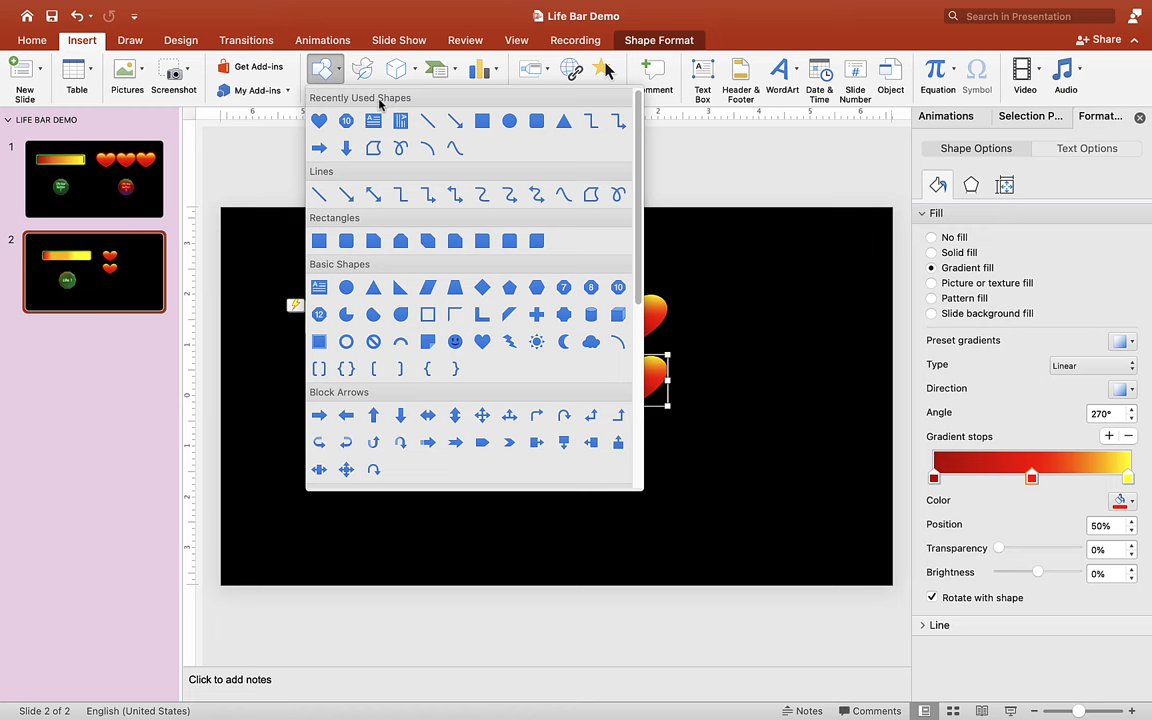 Life Bar Demo
Search in Presentation
Home Insert Draw Design Transitions Animations Slide Show Review View Recording Shape Format
Share
New Slide
Table
Pictures
Screenshot
Get Add-ins
My Add-ins
mment
Text Box
Header & Footer
WordArt
Date & Time
Slide Number
Object
Equation
Symbol
Video
Audio
LIFE BAR DEMO
1
2
Life 1
Recently Used Shapes
Lines
Rectangles
Basic Shapes
Block Arrows
Animations Selection P... Format...
Shape Options Text Options
Fill
No fill
Solid fill
Gradient fill
Picture or texture fill
Pattern fill
Slide background fill
Preset gradients
Type Linear
Direction
Angle 270°
Gradient stops
Color
Position 50%
Transparency 0%
Brightness 0%
Rotate with shape
Line
Click to add notes
Slide 2 of 2 English (United States) Notes Comments